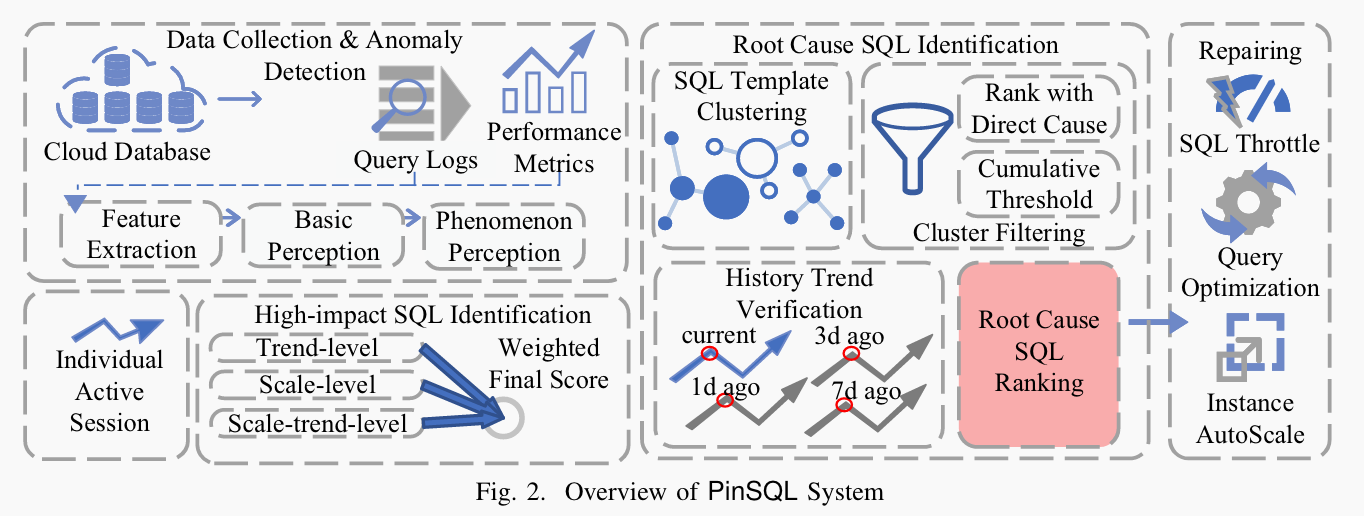 Data Collection & Anomaly
Detection
Cloud Database
Query Logs
Performance
Metrics
Feature
Extraction
Basic
Perception
Phenomenon
Perception
Individual
Active
Session
High-impact SQL Identification
Trend-level
Scale-level
Scale-trend-level
Weighted
Final Score
Root Cause SQL Identification
SQL Template
Clustering
Rank with
Direct Cause
Cumulative
Threshold
Cluster Filtering
History Trend
Verification
current
3d ago
1d ago
7d ago
Root Cause
SQL
Ranking
Repairing
SQL Throttle
Query
Optimization
Instance
AutoScale
Fig. 2. Overview of PinSQL System